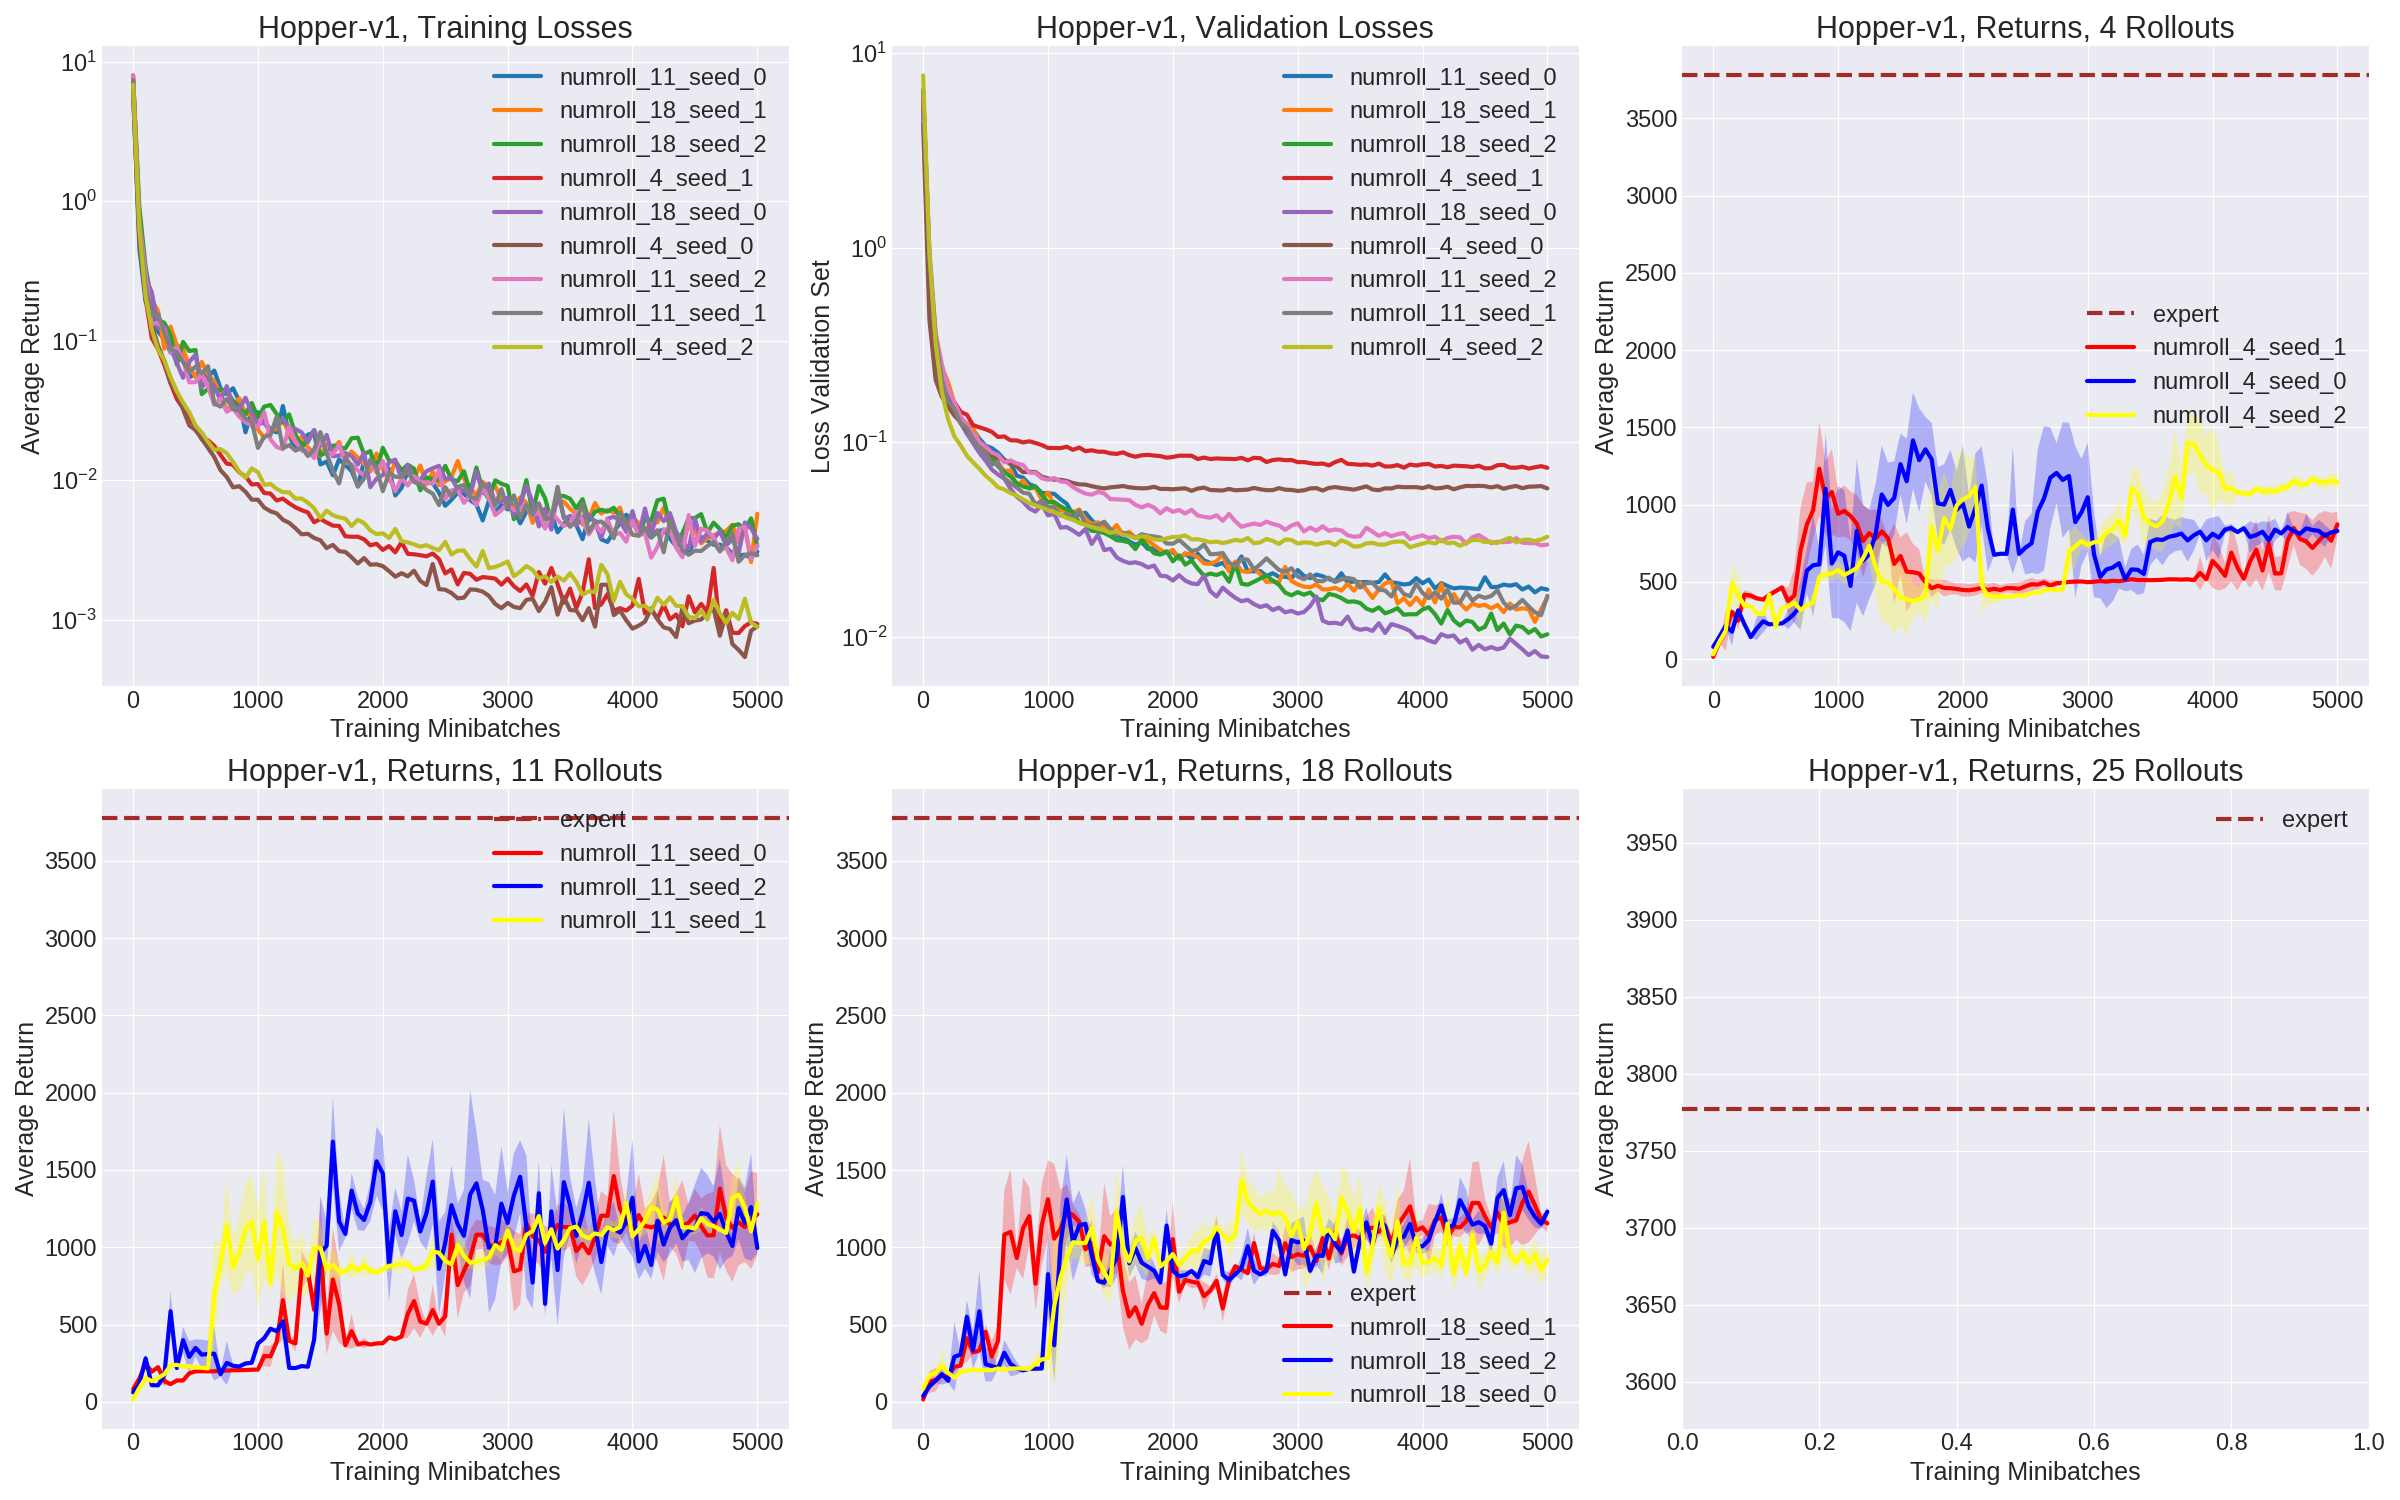 Hopper-v1, Training Losses
10¹
10⁰
10⁻¹
10⁻²
10⁻³
Average Return
numroll_11_seed_0
numroll_18_seed_1
numroll_18_seed_2
numroll_4_seed_1
numroll_18_seed_0
numroll_4_seed_0
numroll_11_seed_2
numroll_11_seed_1
numroll_4_seed_2
0 1000 2000 3000 4000 5000
Training Minibatches
Hopper-v1, Validation Losses
10¹
10⁰
10⁻¹
10⁻²
Loss Validation Set
numroll_11_seed_0
numroll_18_seed_1
numroll_18_seed_2
numroll_4_seed_1
numroll_18_seed_0
numroll_4_seed_0
numroll_11_seed_2
numroll_11_seed_1
numroll_4_seed_2
0 1000 2000 3000 4000 5000
Training Minibatches
Hopper-v1, Returns, 4 Rollouts
3500
3000
2500
2000
1500
1000
500
0
Average Return
expert
numroll_4_seed_1
numroll_4_seed_0
numroll_4_seed_2
0 1000 2000 3000 4000 5000
Training Minibatches
Hopper-v1, Returns, 11 Rollouts
3500
3000
2500
2000
1500
1000
500
0
Average Return
expert
numroll_11_seed_0
numroll_11_seed_2
numroll_11_seed_1
0 1000 2000 3000 4000 5000
Training Minibatches
Hopper-v1, Returns, 18 Rollouts
3500
3000
2500
2000
1500
1000
500
0
Average Return
expert
numroll_18_seed_1
numroll_18_seed_2
numroll_18_seed_0
0 1000 2000 3000 4000 5000
Training Minibatches
Hopper-v1, Returns, 25 Rollouts
3950
3900
3850
3800
3750
3700
3650
3600
Average Return
expert
0.0 0.2 0.4 0.6 0.8 1.0
Training Minibatches